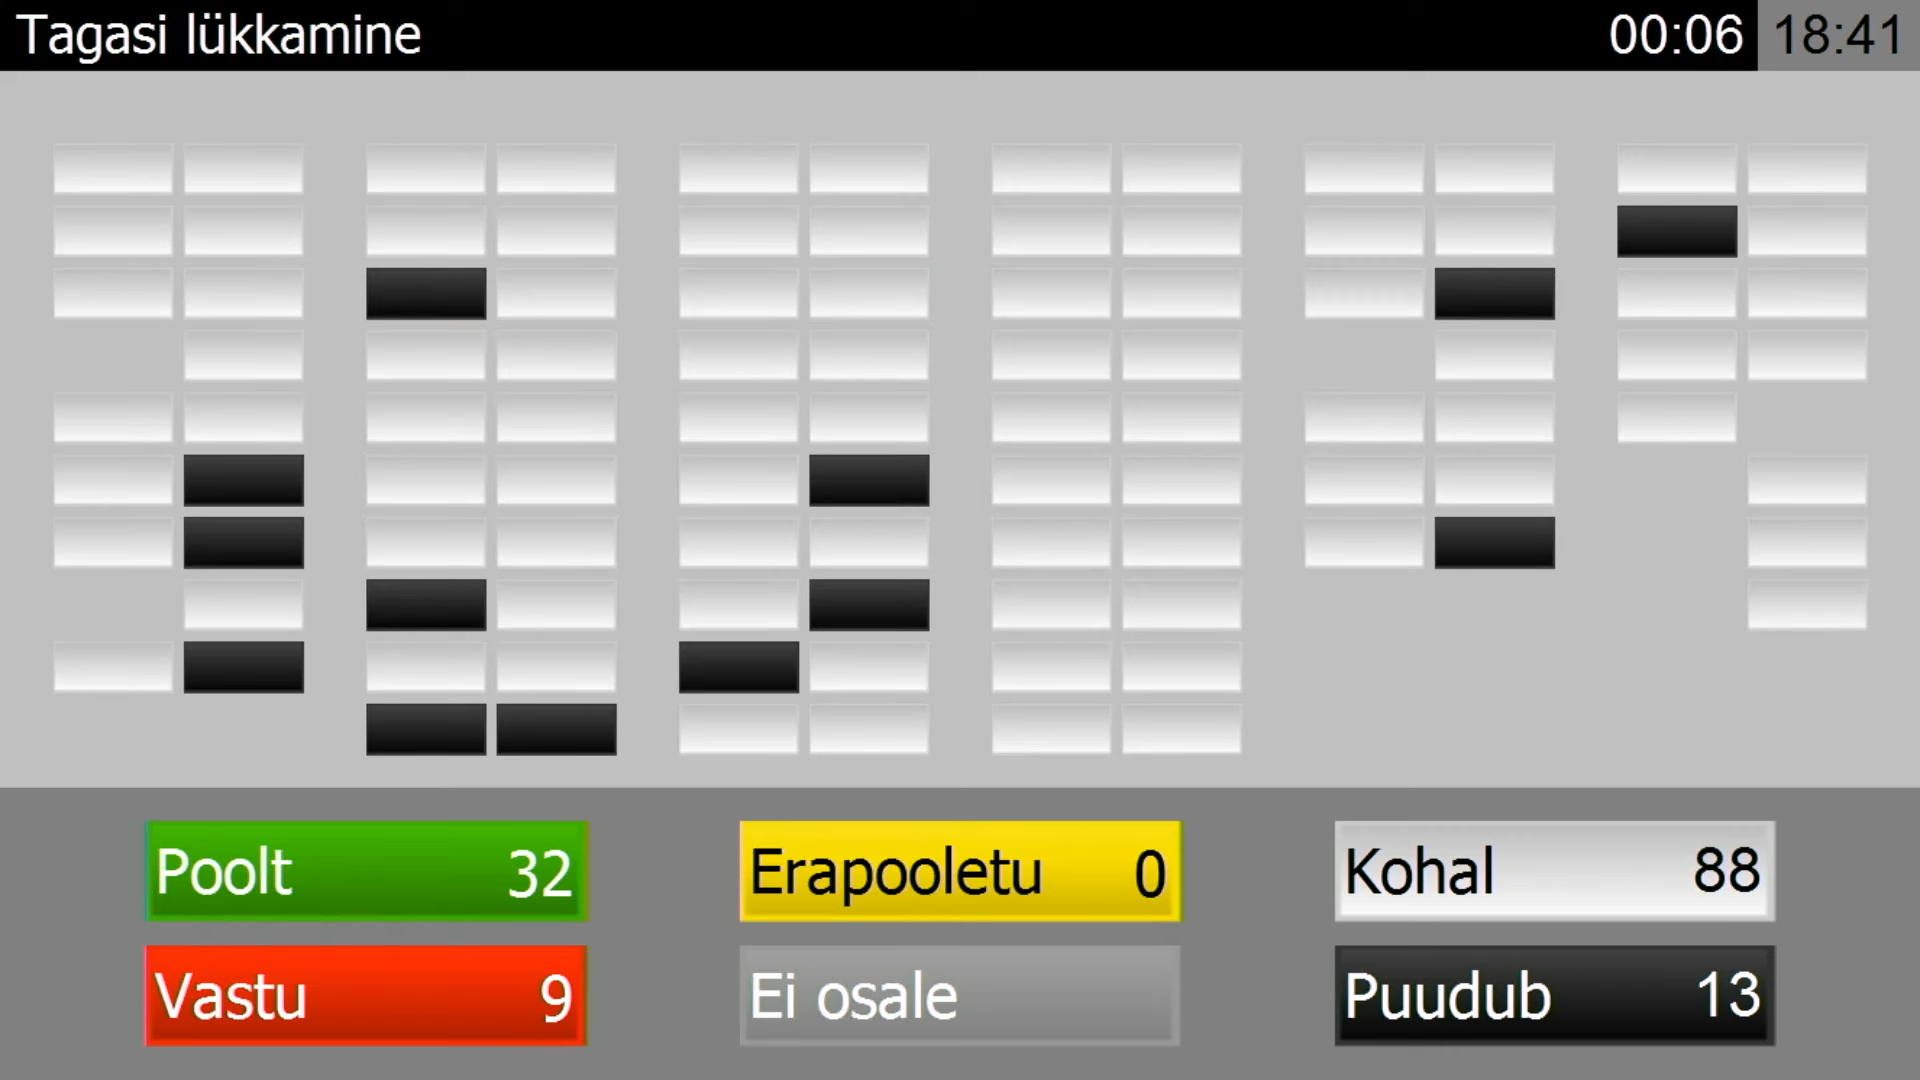 Tagasi lükkamine 00:06 18:41
Poolt 32 Erapooletu 0 Kohal 88
Vastu 9 Ei osale Puudub 13